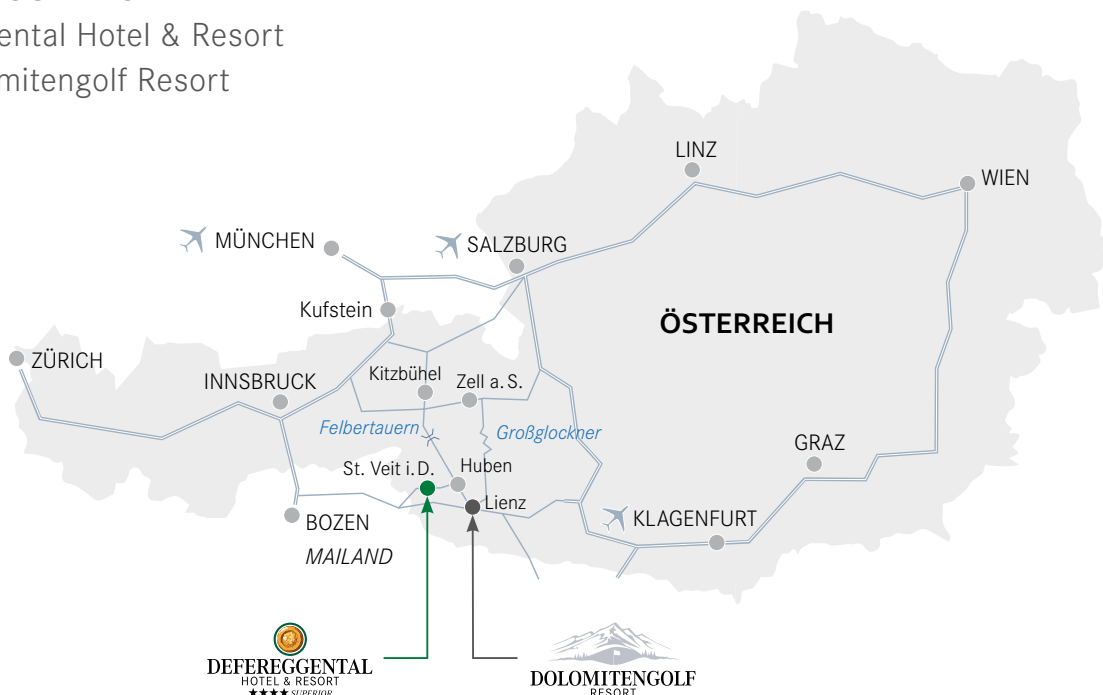 ental Hotel & Resort
mitengolf Resort
LINZ
WIEN
MÜNCHEN
SALZBURG
Kufstein
ÖSTERREICH
ZÜRICH
INNSBRUCK
Kitzbühel
Zell a. S.
Felbertauern
Großglockner
GRAZ
St. Veit i. D.
Huben
Lienz
KLAGENFURT
BOZEN
MAILAND
DEFEREGGENTAL
HOTEL & RESORT
SUPERIOR
DOLOMITENGOLF
RESORT